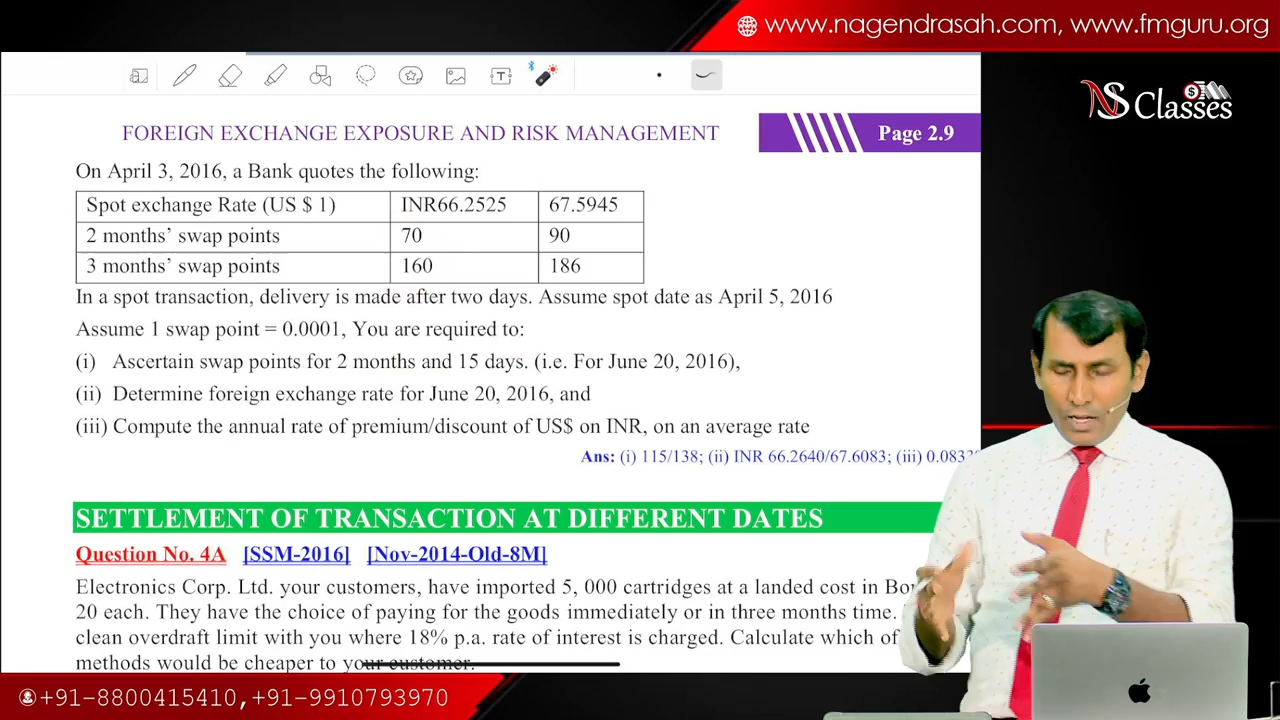 www.nagendrasah.com, www.fmguru.org
NS Classes
FOREIGN EXCHANGE EXPOSURE AND RISK MANAGEMENT
Page 2.9
On April 3, 2016, a Bank quotes the following:
Spot exchange Rate (US $ 1) INR66.2525 67.5945
2 months’ swap points 70 90
3 months’ swap points 160 186
In a spot transaction, delivery is made after two days. Assume spot date as April 5, 2016
Assume 1 swap point = 0.0001, You are required to:
(i) Ascertain swap points for 2 months and 15 days. (i.e. For June 20, 2016),
(ii) Determine foreign exchange rate for June 20, 2016, and
(iii) Compute the annual rate of premium/discount of US$ on INR, on an average rate
Ans: (i) 115/138; (ii) INR 66.2640/67.6083; (iii)
SETTLEMENT OF TRANSACTION AT DIFFERENT DATES
Question No. 4A [SSM-2016] [Nov-2014-Old-8M]
Electronics Corp. Ltd. your customers, have imported 5, 000 cartridges at a landed cost in
20 each. They have the choice of paying for the goods immediately or in three months time.
clean overdraft limit with you where 18% p.a. rate of interest is charged. Calculate which of
methods would be cheaper to your customer.
+91-8800415410,+91-9910793970